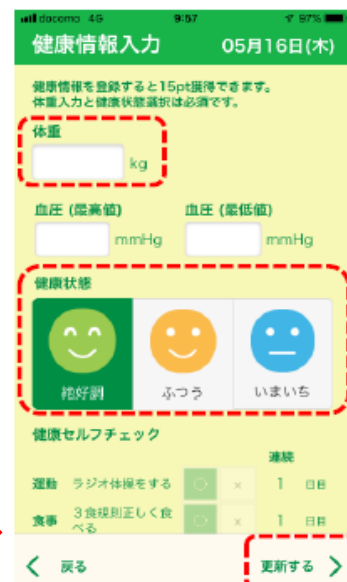 docomo 4G 9:57 97%
健康情報入力 05月16日(木)
健康情報を登録すると15pt獲得できます。
体重入力と健康状態選択は必須です。
体重
kg
血圧 (最高値) 血圧 (最低値)
mmHg mmHg
健康状態
絶好調 ふつう いまいち
健康セルフチェック
連続
運動 ラジオ体操をする ○ × 1 日目
食事 3食規則正しく食
べる ○ × 1 日目
く 戻る 更新する >